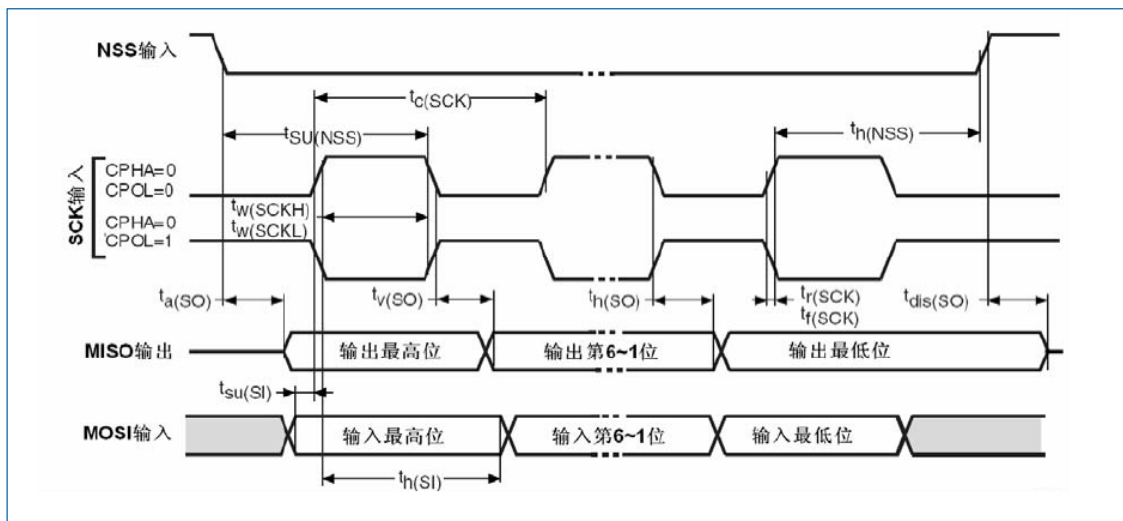 NSS输入
tc(SCK)
tSU(NSS)
th(NSS)
SCK输入
CPHA=0
CPOL=0
tw(SCKH)
CPHA=0
tw(SCKL)
CPOL=1
ta(SO)
tv(SO)
th(SO)
tr(SCK)
tf(SCK)
tdis(SO)
MISO输出
输出最高位
输出第6~1位
输出最低位
tsu(SI)
MOSI输入
输入最高位
输入第6~1位
输入最低位
th(SI)